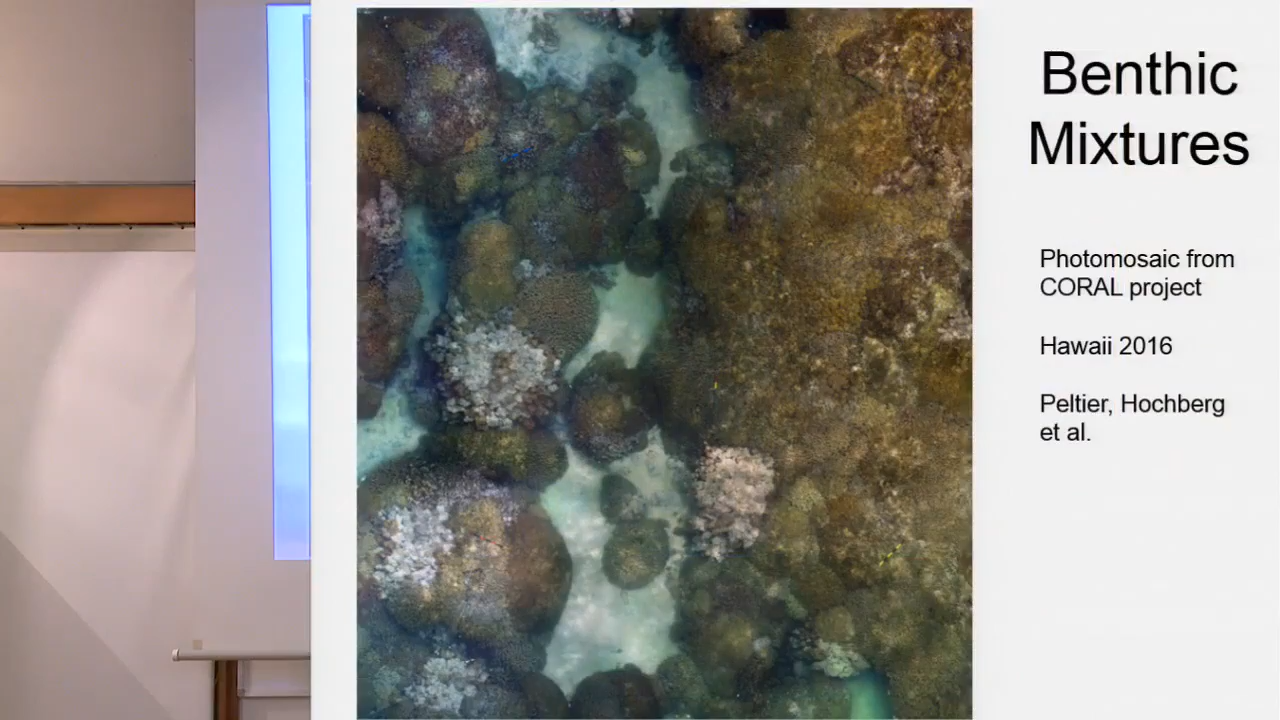 Benthic
Mixtures
Photomosaic from
CORAL project
Hawaii 2016
Peltier, Hochberg
et al.